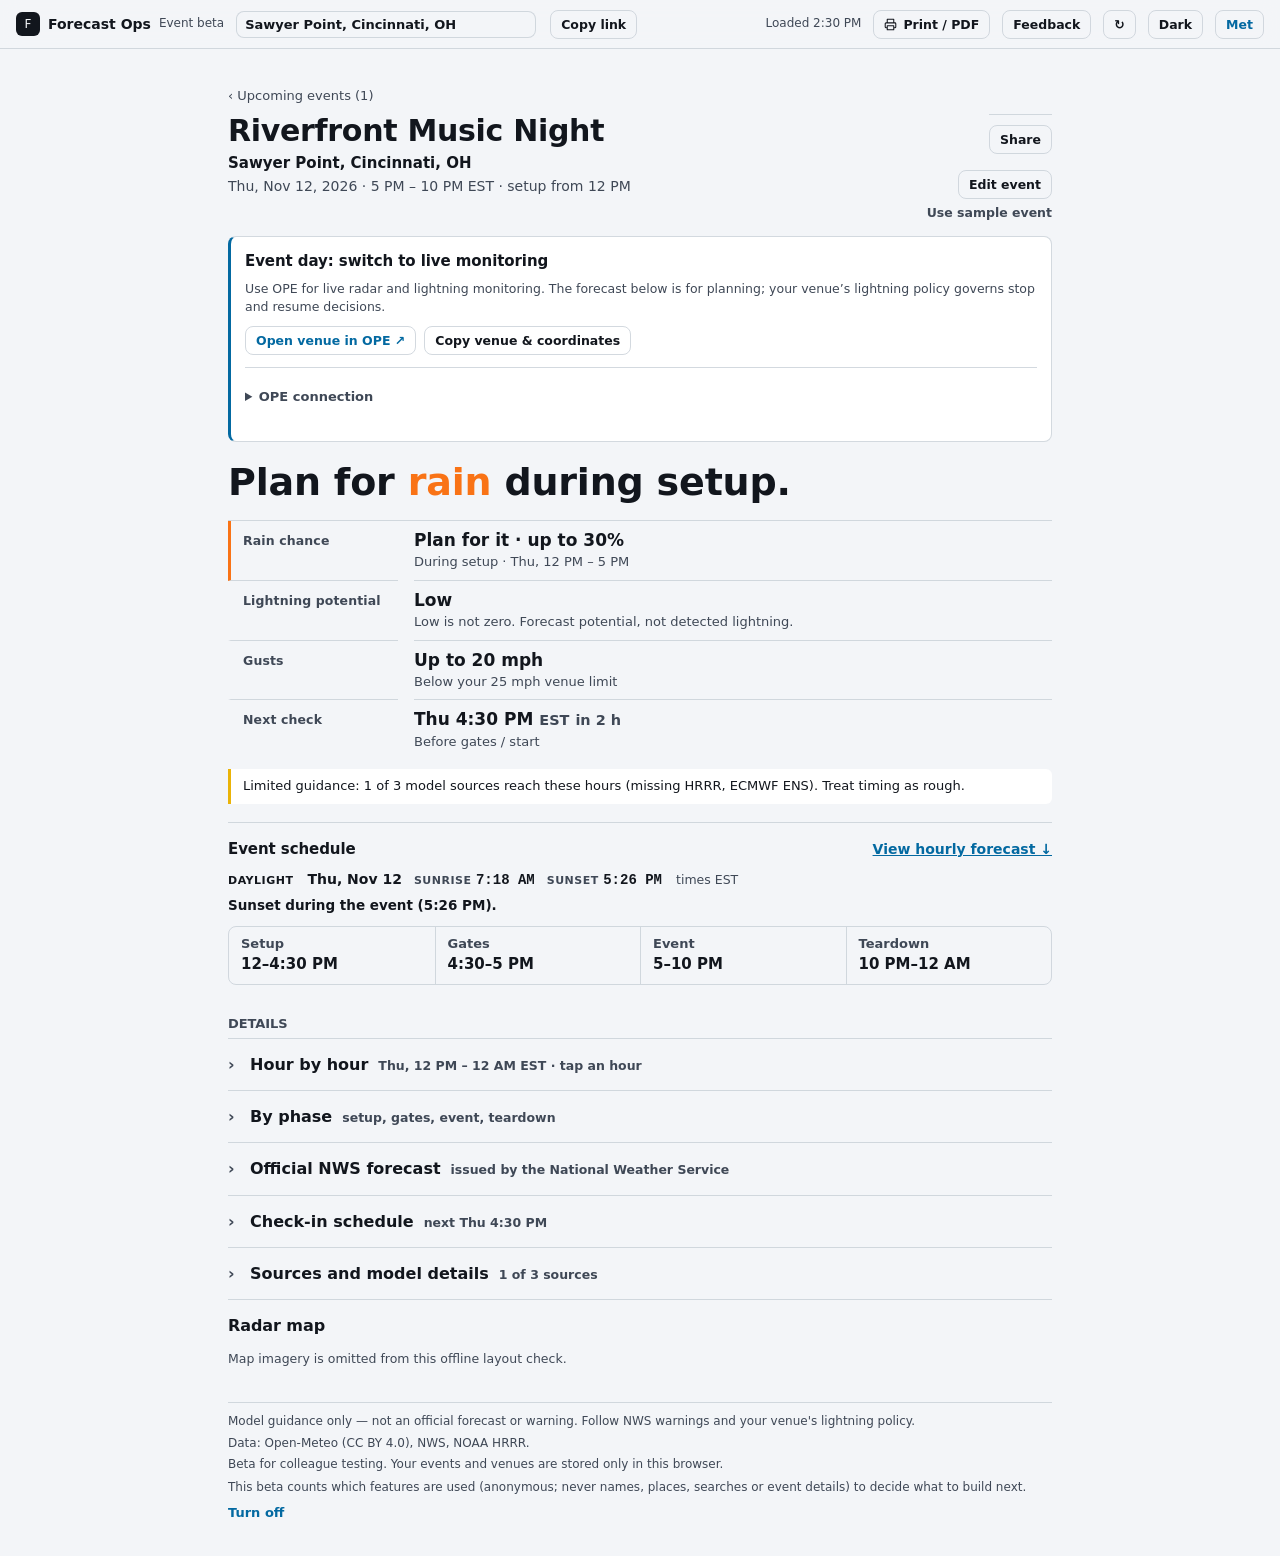 F Forecast Ops Event beta Sawyer Point, Cincinnati, OH Copy link Loaded 2:30 PM Print / PDF Feedback ↻ Dark Met
‹ Upcoming events (1)
Riverfront Music Night
Sawyer Point, Cincinnati, OH
Thu, Nov 12, 2026 · 5 PM – 10 PM EST · setup from 12 PM
Share
Edit event
Use sample event
Event day: switch to live monitoring
Use OPE for live radar and lightning monitoring. The forecast below is for planning; your venue’s lightning policy governs stop
and resume decisions.
Open venue in OPE ↗ Copy venue & coordinates
▶ OPE connection
Plan for rain during setup.
Rain chance
Plan for it · up to 30%
During setup · Thu, 12 PM – 5 PM
Lightning potential
Low
Low is not zero. Forecast potential, not detected lightning.
Gusts
Up to 20 mph
Below your 25 mph venue limit
Next check
Thu 4:30 PM EST in 2 h
Before gates / start
Limited guidance: 1 of 3 model sources reach these hours (missing HRRR, ECMWF ENS). Treat timing as rough.
Event schedule
View hourly forecast ↓
DAYLIGHT Thu, Nov 12 SUNRISE 7:18 AM SUNSET 5:26 PM times EST
Sunset during the event (5:26 PM).
Setup
12–4:30 PM
Gates
4:30–5 PM
Event
5–10 PM
Teardown
10 PM–12 AM
DETAILS
› Hour by hour Thu, 12 PM – 12 AM EST · tap an hour
› By phase setup, gates, event, teardown
› Official NWS forecast issued by the National Weather Service
› Check-in schedule next Thu 4:30 PM
› Sources and model details 1 of 3 sources
Radar map
Map imagery is omitted from this offline layout check.
Model guidance only — not an official forecast or warning. Follow NWS warnings and your venue's lightning policy.
Data: Open-Meteo (CC BY 4.0), NWS, NOAA HRRR.
Beta for colleague testing. Your events and venues are stored only in this browser.
This beta counts which features are used (anonymous; never names, places, searches or event details) to decide what to build next.
Turn off